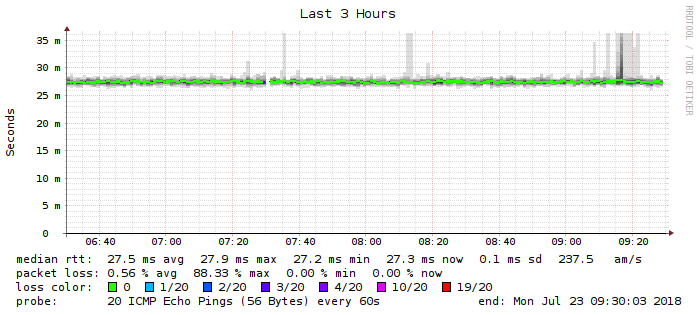 Last 3 Hours
RRDTOOL / TOBI OETIKER
Seconds
35 m
30 m
25 m
20 m
15 m
10 m
5 m
0
06:40 07:00 07:20 07:40 08:00 08:20 08:40 09:00 09:20
median rtt: 27.5 ms avg 27.9 ms max 27.2 ms min 27.3 ms now 0.1 ms sd 237.5 am/s
packet loss: 0.56 % avg 88.33 % max 0.00 % min 0.00 % now
loss color: 0 1/20 2/20 3/20 4/20 10/20 19/20
probe: 20 ICMP Echo Pings (56 Bytes) every 60s end: Mon Jul 23 09:30:03 2018